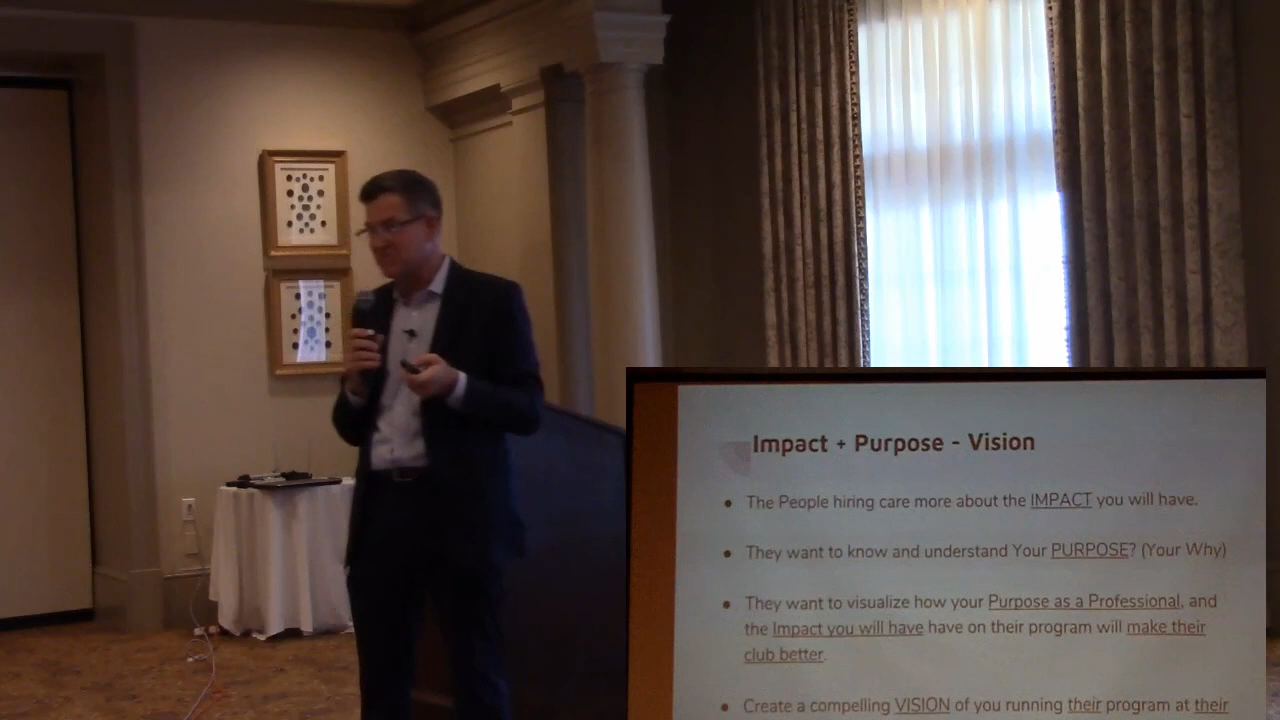 Impact + Purpose - Vision
• The People hiring care more about the IMPACT you will have.
• They want to know and understand Your PURPOSE? (Your Why)
• They want to visualize how your Purpose as a Professional, and
the Impact you will have have on their program will make their
club better.
• Create a compelling VISION of you running their program at their